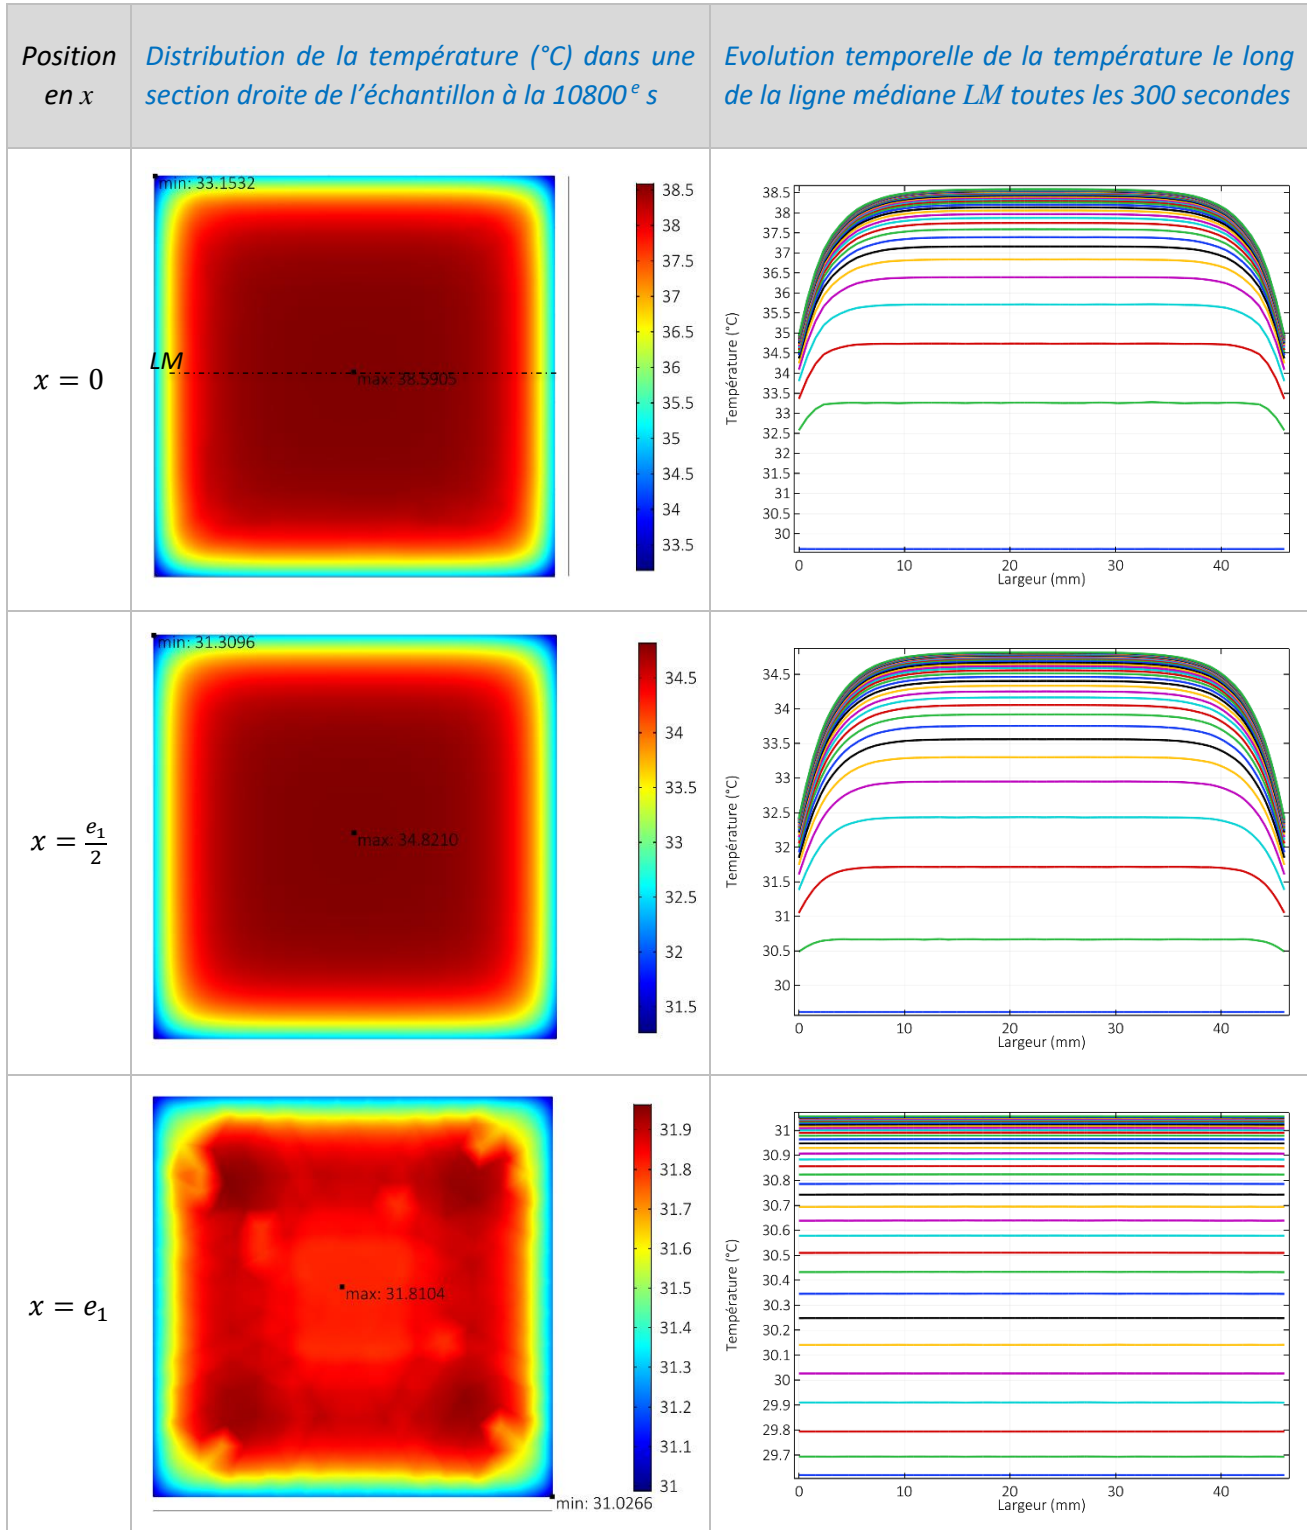 Position en x
Distribution de la température (°C) dans une
section droite de l'échantillon à la 10800 e s
Evolution temporelle de la température le long
de la ligne médiane LM toutes les 300 secondes
x = 0
min: 33.1532
LM
max: 38.5905
38.5
38
37.5
37
36.5
36
35.5
35
34.5
34
33.5
Température (°C)
38.5
38
37.5
37
36.5
36
35.5
35
34.5
34
33.5
33
32.5
32
31.5
31
30.5
30
0 10 20 30 40
Largeur (mm)
x = e₁/2
min: 31.3096
max: 34.8210
34.5
34
33.5
33
32.5
32
31.5
Température (°C)
34.5
34
33.5
33
32.5
32
31.5
31
30.5
30
0 10 20 30 40
Largeur (mm)
x = e₁
max: 31.8104
min: 31.0266
31.9
31.8
31.7
31.6
31.5
31.4
31.3
31.2
31.1
31
Température (°C)
31
30.9
30.8
30.7
30.6
30.5
30.4
30.3
30.2
30.1
30
29.9
29.8
29.7
0 10 20 30 40
Largeur (mm)